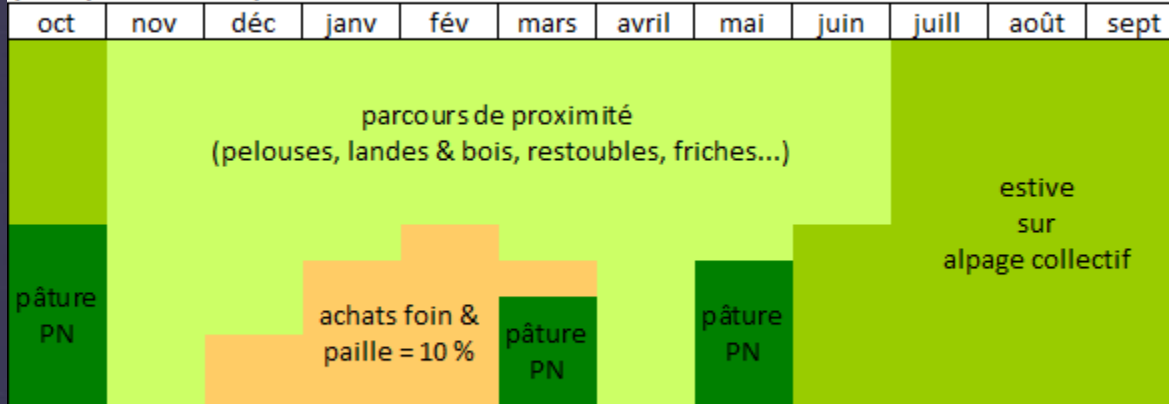 oct nov déc janv fév mars avril mai juin juill août sept
parcours de proximité
(pelouses, landes & bois, restoubles, friches...)
estive
sur
alpage collectif
pâture
PN
achats foin &
paille = 10 %
pâture
PN
pâture
PN